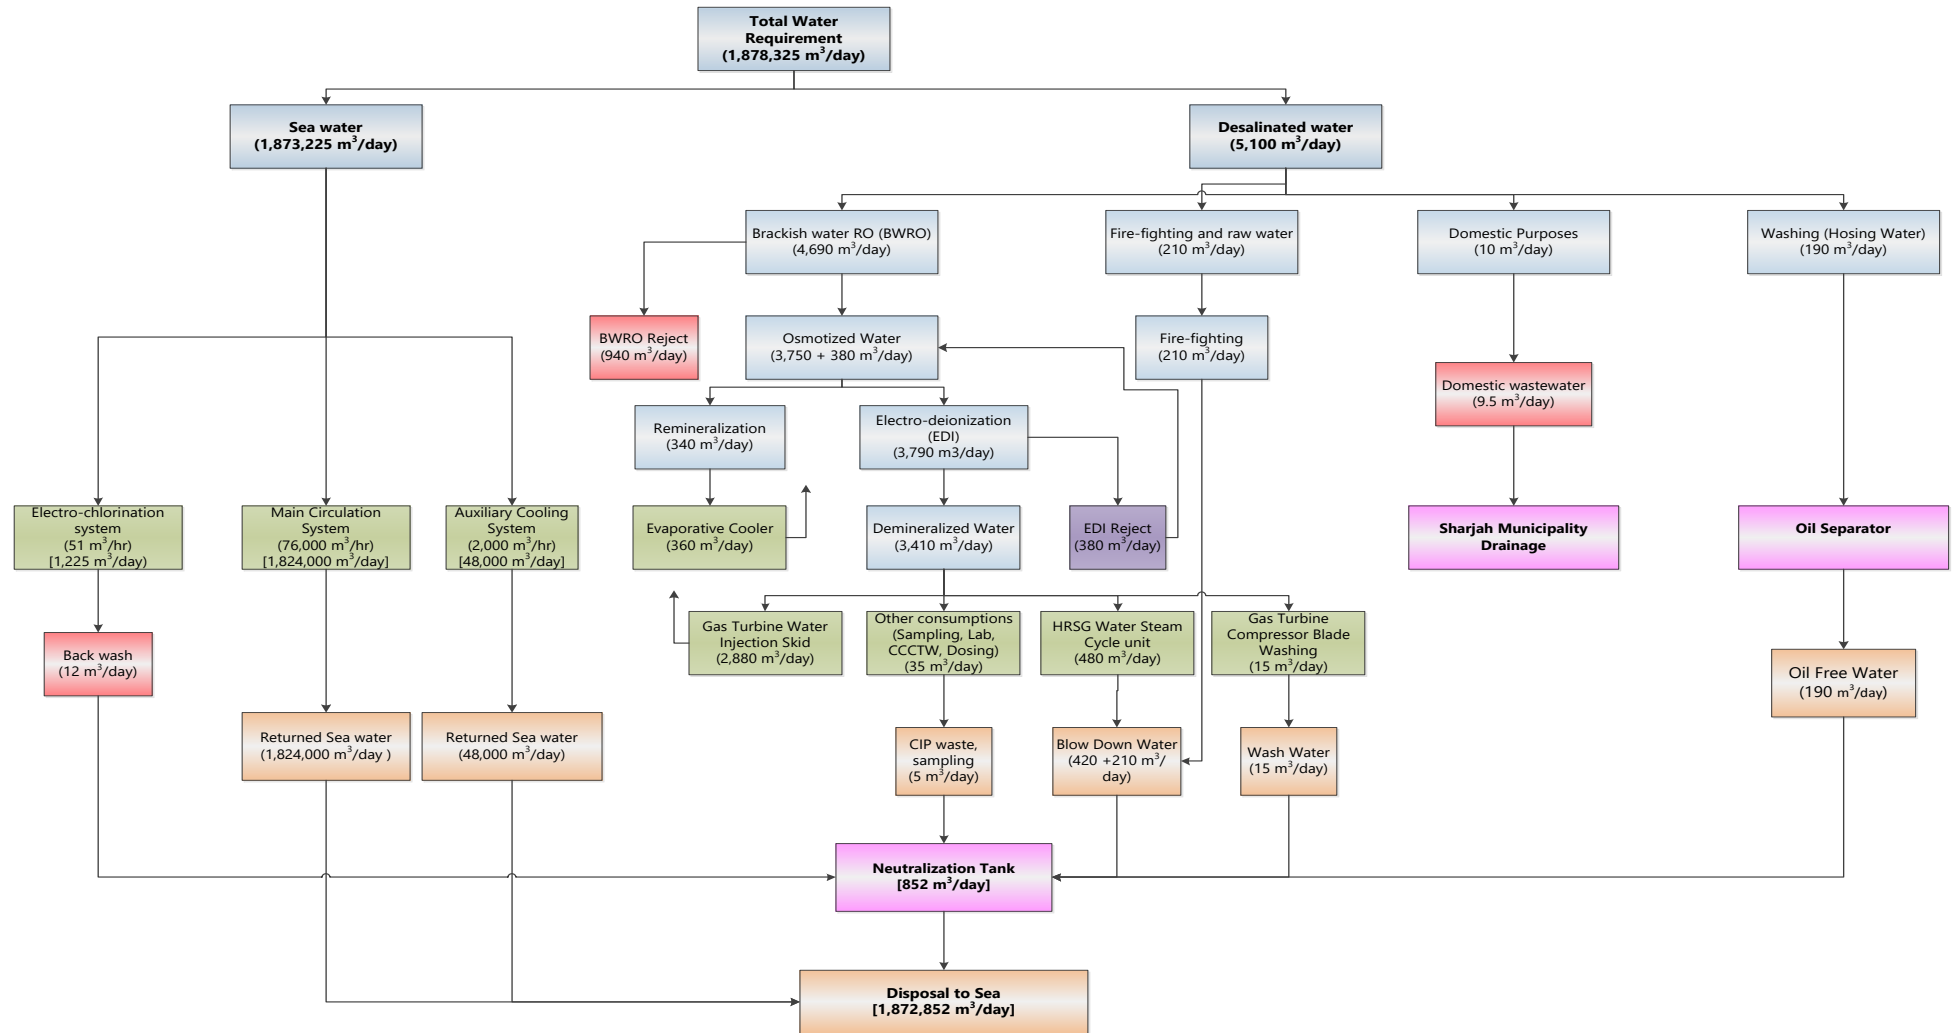 Total Water
Requirement
(1,878,325 m³/day)
Sea water
(1,873,225 m³/day)
Desalinated water
(5,100 m³/day)
Brackish water RO (BWRO)
(4,690 m³/day)
Fire-fighting and raw water
(210 m³/day)
Domestic Purposes
(10 m³/day)
Washing (Hosing Water)
(190 m³/day)
BWRO Reject
(940 m³/day)
Osmotized Water
(3,750 + 380 m³/day)
Fire-fighting
(210 m³/day)
Domestic wastewater
(9.5 m³/day)
Remineralization
(340 m³/day)
Electro-deionization
(EDI)
(3,790 m3/day)
Electro-chlorination
system
(51 m³/hr)
[1,225 m³/day)
Main Circulation
System
(76,000 m³/hr)
[1,824,000 m³/day]
Auxiliary Cooling
System
(2,000 m³/hr)
[48,000 m³/day]
Evaporative Cooler
(360 m³/day)
Demineralized Water
(3,410 m³/day)
EDI Reject
(380 m³/day)
Sharjah Municipality
Drainage
Oil Separator
Back wash
(12 m³/day)
Gas Turbine Water
Injection Skid
(2,880 m³/day)
Other consumptions
(Sampling, Lab,
CCCTW, Dosing)
(35 m³/day)
HRSG Water Steam
Cycle unit
(480 m³/day)
Gas Turbine
Compressor Blade
Washing
(15 m³/day)
Oil Free Water
(190 m³/day)
Returned Sea water
(1,824,000 m³/day )
Returned Sea water
(48,000 m³/day)
CIP waste,
sampling
(5 m³/day)
Blow Down Water
(420 +210 m³/
day)
Wash Water
(15 m³/day)
Neutralization Tank
[852 m³/day]
Disposal to Sea
[1,872,852 m³/day]